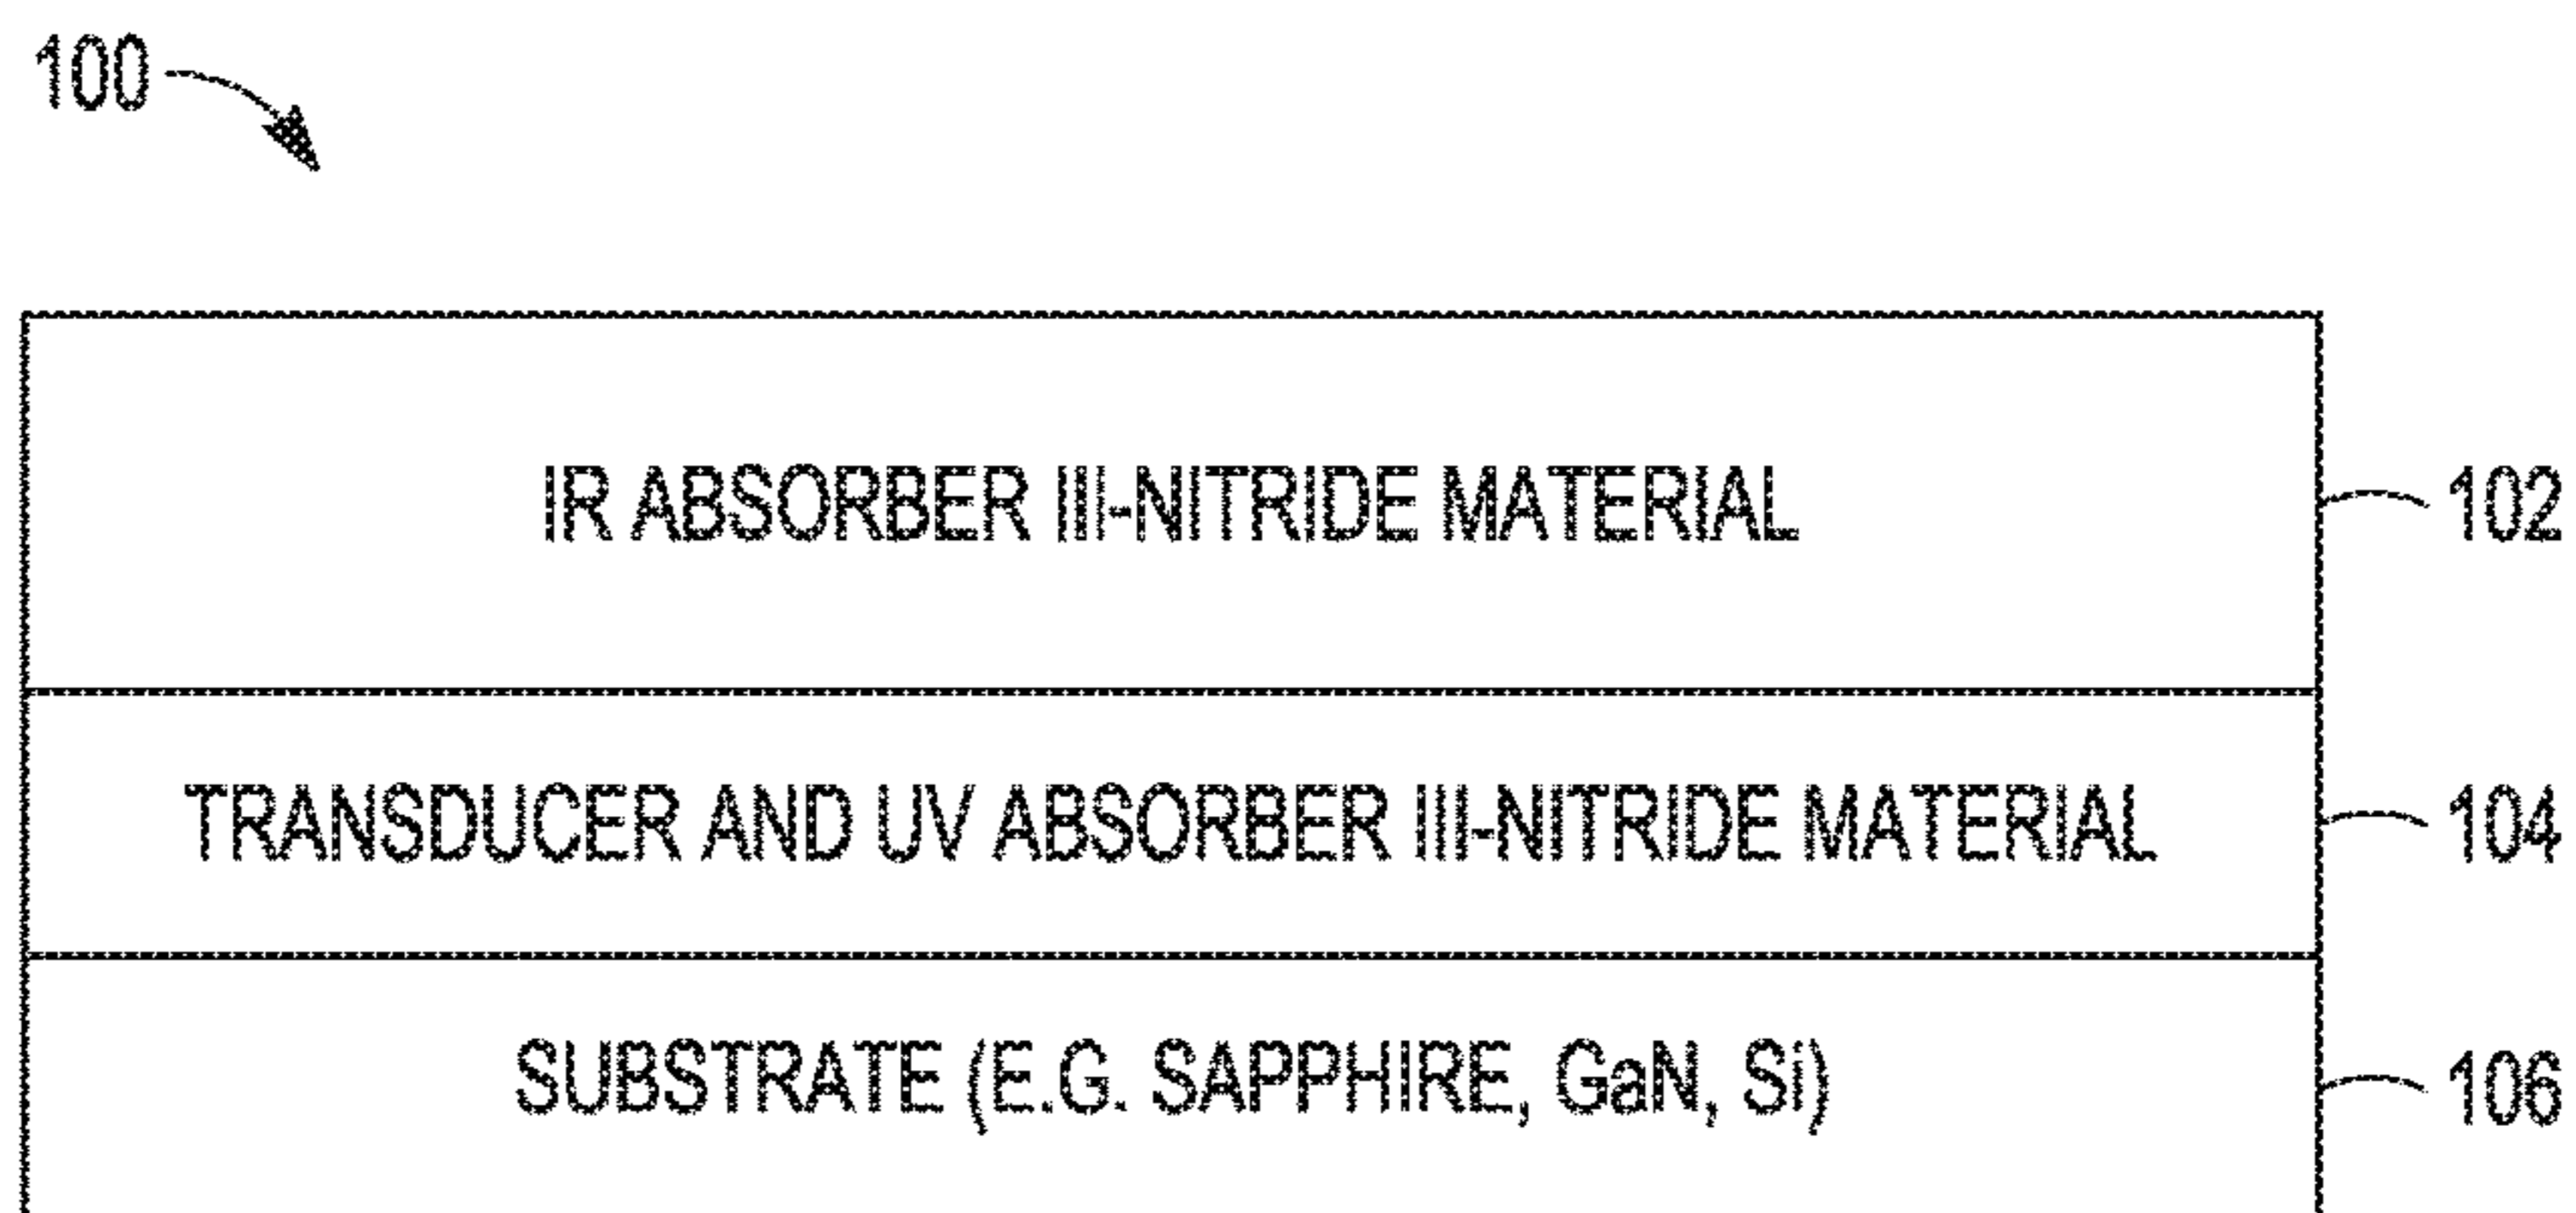 100
IR ABSORBER III-NITRIDE MATERIAL
102
TRANSDUCER AND UV ABSORBER III-NITRIDE MATERIAL
104
SUBSTRATE (E.G. SAPPHIRE, GaN, Si)
106